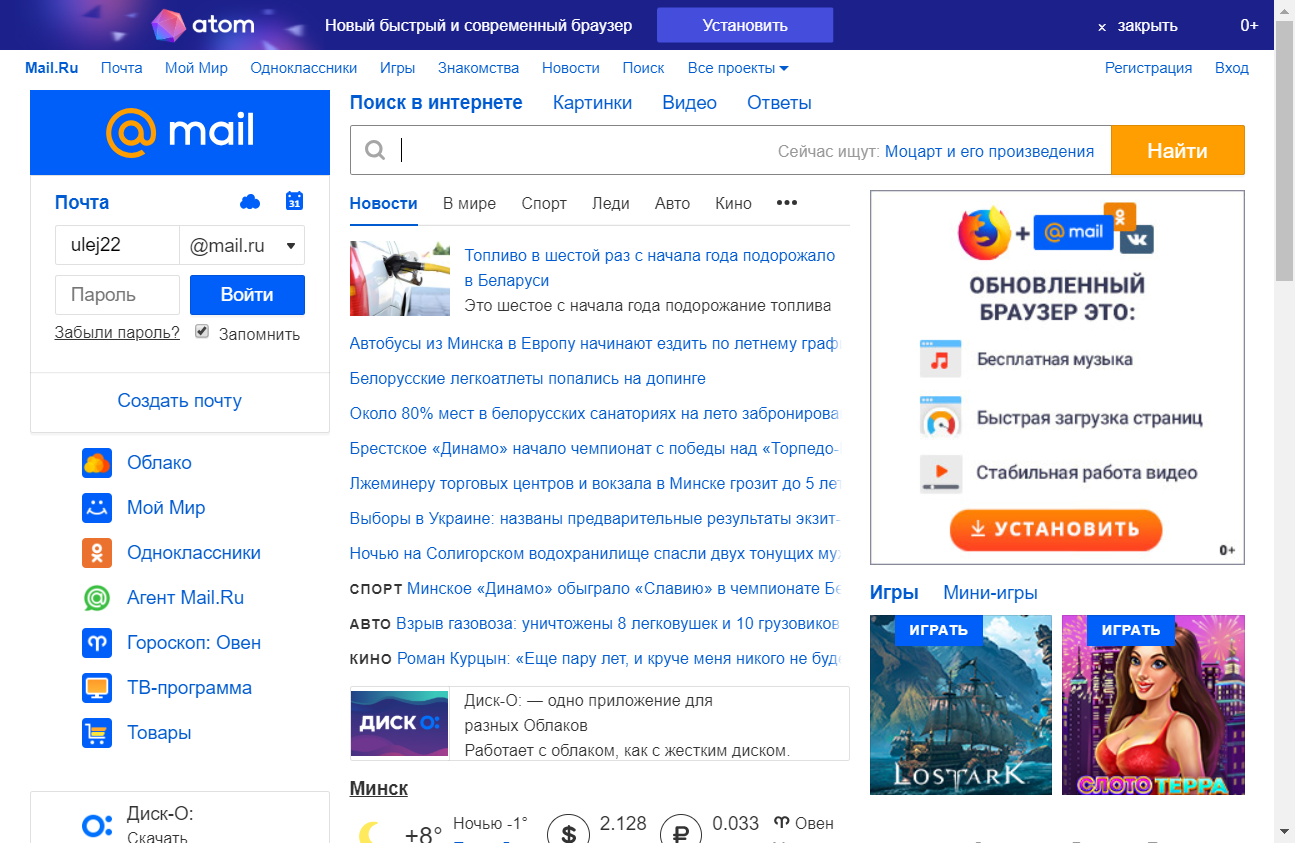 atom
Новый быстрый и современный браузер
Установить
× закрыть
0+
Mail.Ru Почта Мой Мир Одноклассники Игры Знакомства Новости Поиск Все проекты
Регистрация Вход
@mail
Почта
31
ulej22
@mail.ru
Пароль
Войти
Забыли пароль?
Запомнить
Создать почту
Облако
Мой Мир
Одноклассники
Агент Mail.Ru
Гороскоп: Овен
ТВ-программа
Товары
Диск-О:
Скачать
Поиск в интернете Картинки Видео Ответы
Сейчас ищут: Моцарт и его произведения
Найти
Новости В мире Спорт Леди Авто Кино •••
Топливо в шестой раз с начала года подорожало
в Беларуси
Это шестое с начала года подорожание топлива
Автобусы из Минска в Европу начинают ездить по летнему граф
Белорусские легкоатлеты попались на допинге
Около 80% мест в белорусских санаториях на лето заброниров
Брестское «Динамо» начало чемпионат с победы над «Торпедо-
Лжеминеру торговых центров и вокзала в Минске грозит до 5 лет
Выборы в Украине: названы предварительные результаты экзит-
Ночью на Солигорском водохранилище спасли двух тонущих муж
СПОРТ Минское «Динамо» обыграло «Славию» в чемпионате Бе
АВТО Взрыв газовоза: уничтожены 8 легковушек и 10 грузовиков
КИНО Роман Курцын: «Еще пару лет, и круче меня никого не буде
ДИСК О:
Диск-О: — одно приложение для
разных Облаков
Работает с облаком, как с жестким диском.
Минск
+8°
Ночью -1°
$ 2.128
₽ 0.033
Овен
+ @mail
ОБНОВЛЕННЫЙ
БРАУЗЕР ЭТО:
Бесплатная музыка
Быстрая загрузка страниц
Стабильная работа видео
УСТАНОВИТЬ
0+
Игры Мини-игры
ИГРАТЬ
LOSTARK
ИГРАТЬ
СЛОТОТЕРРА